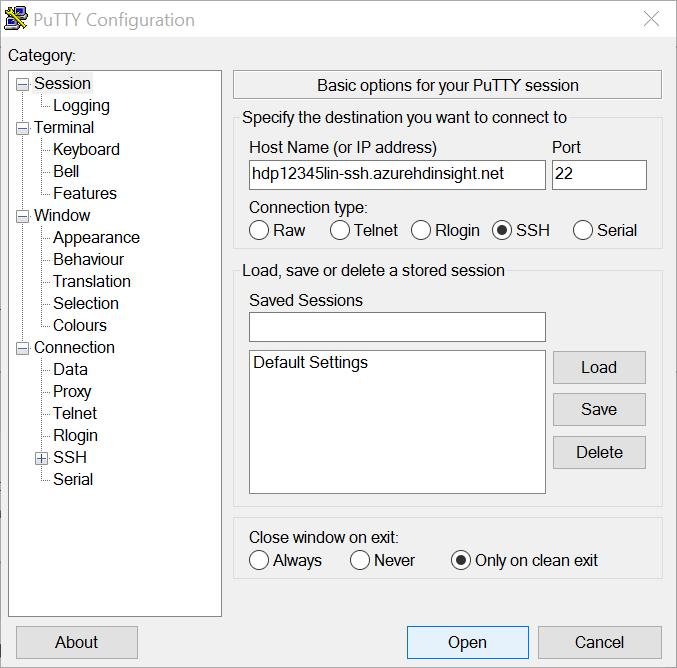 PuTTY Configuration
Category:
Session
Logging
Terminal
Keyboard
Bell
Features
Window
Appearance
Behaviour
Translation
Selection
Colours
Connection
Data
Proxy
Telnet
Rlogin
SSH
Serial
Basic options for your PuTTY session
Specify the destination you want to connect to
Host Name (or IP address) Port
hdp12345lin-ssh.azurehdinsight.net 22
Connection type:
Raw Telnet Rlogin SSH Serial
Load, save or delete a stored session
Saved Sessions
Default Settings
Load
Save
Delete
Close window on exit:
Always Never Only on clean exit
About Open Cancel